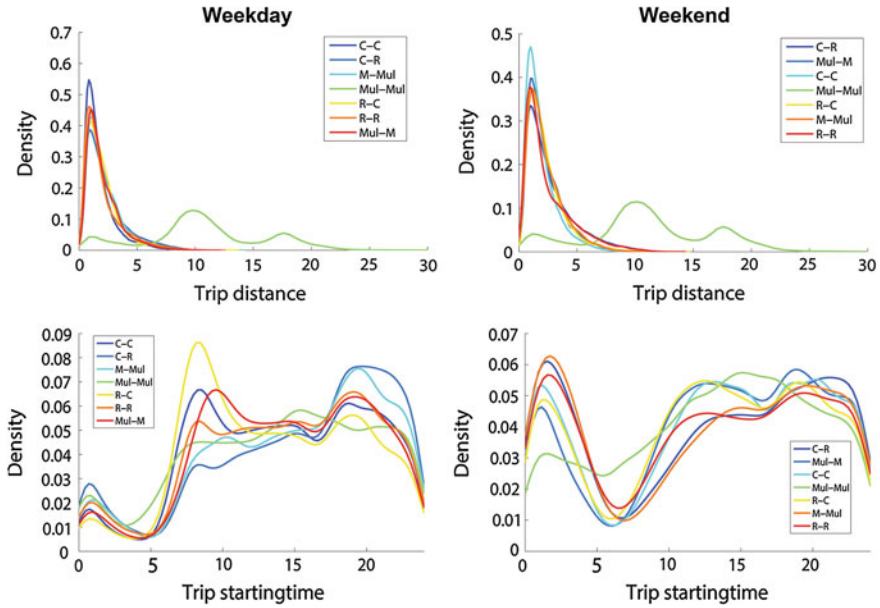 Weekday
0.7
0.6
0.5
0.4
0.3
0.2
0.1
0
Density
C–C
C–R
M–Mul
Mul–Mul
R–C
R–R
Mul–M
0 5 10 15 20 25 30
Trip distance
Weekend
0.5
0.4
0.3
0.2
0.1
0.
Density
C–R
Mul–M
C–C
Mul–Mul
R–C
M–Mul
R–R
0 5 10 15 20 25 30
Trip distance
0.09
0.08
0.07
0.06
0.05
0.04
0.03
0.02
0.01
0
Density
C–C
C–R
M–Mul
Mul–Mul
R–C
R–R
Mul–M
0 5 10 15 20
Trip startingtime
0.07
0.06
0.05
0.04
0.03
0.02
0.01
0
Density
C–R
Mul–M
C–C
Mul–Mul
R–C
M–Mul
R–R
0 5 10 15 20
Trip startingtime